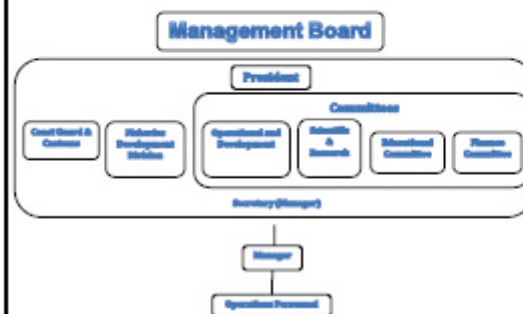 Management Board
President
Committees
Coast Guard &
Customs
Fisheries
Development
Division
Operational and
Development
Scientific
&
Research
Educational
Committee
Finance
Committee
Secretary (Manager)
Manager
Operations Personnel